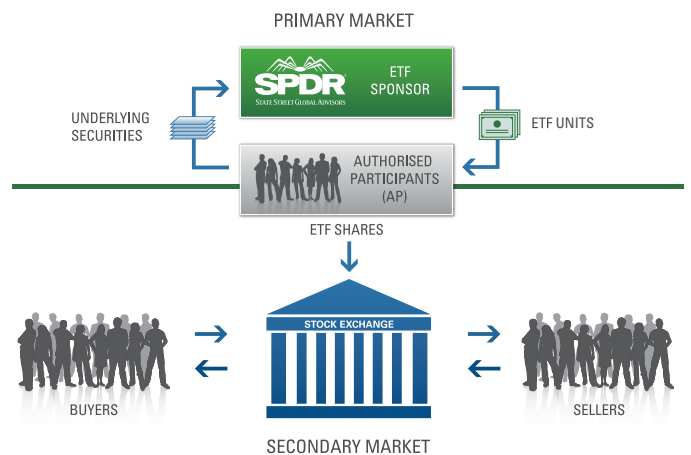 PRIMARY MARKET
SPDR®
STATE STREET GLOBAL ADVISORS
ETF
SPONSOR
UNDERLYING
SECURITIES
ETF UNITS
AUTHORISED
PARTICIPANTS
(AP)
ETF SHARES
STOCK EXCHANGE
BUYERS
SELLERS
SECONDARY MARKET